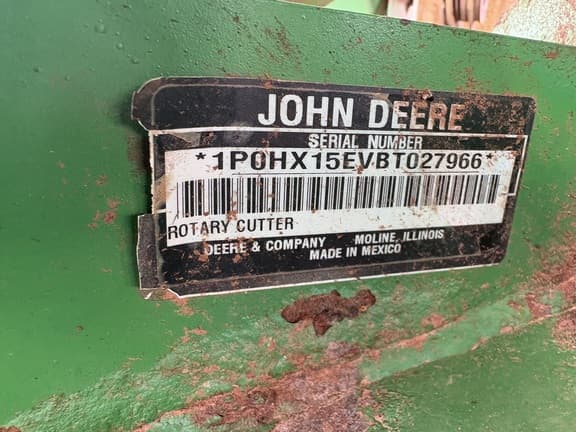 JOHN DEERE
SERIAL NUMBER
*1P0HX15EVBT027966*
ROTARY CUTTER
DEERE & COMPANY MOLINE, ILLINOIS
MADE IN MEXICO